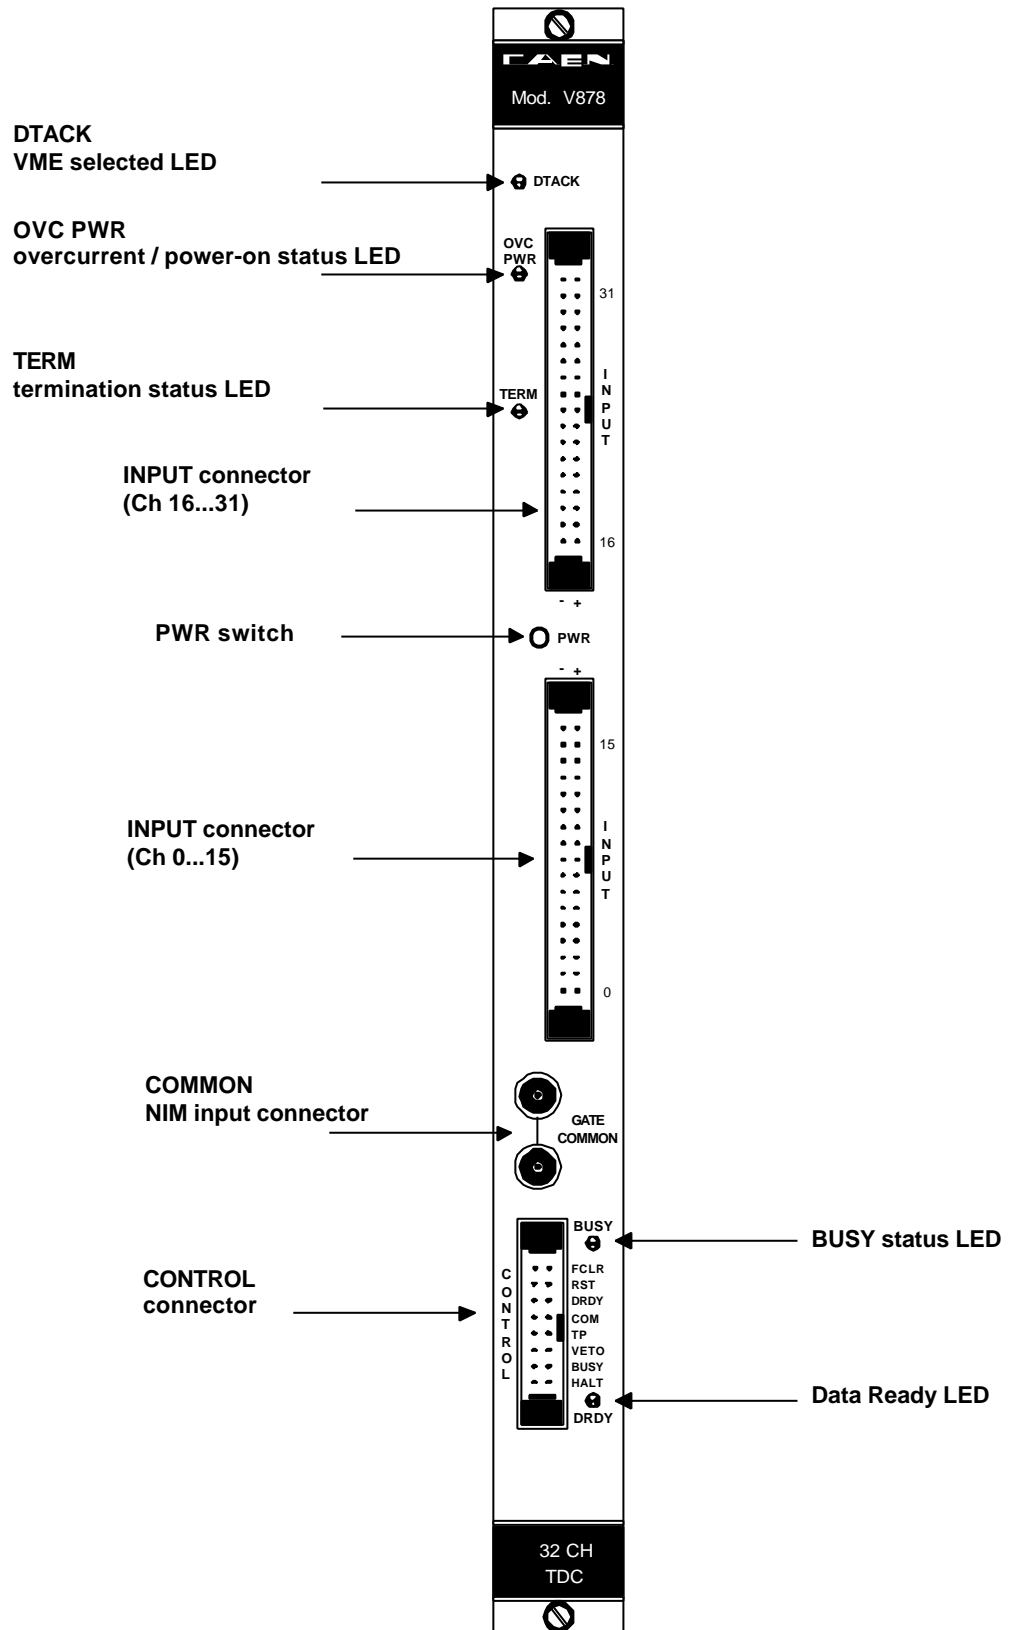 CAEN
Mod. V878
DTACK
VME selected LED
DTACK
OVC PWR
overcurrent / power-on status LED
OVC
PWR
31
TERM
termination status LED
TERM
INPUT
INPUT connector
(Ch 16...31)
16
- +
PWR switch
PWR
- +
15
INPUT connector
(Ch 0...15)
INPUT
0
COMMON
NIM input connector
GATE
COMMON
BUSY
BUSY status LED
CONTROL
connector
CONTROL
FCLR
RST
DRDY
COM
TP
VETO
BUSY
HALT
DRDY
Data Ready LED
32 CH
TDC